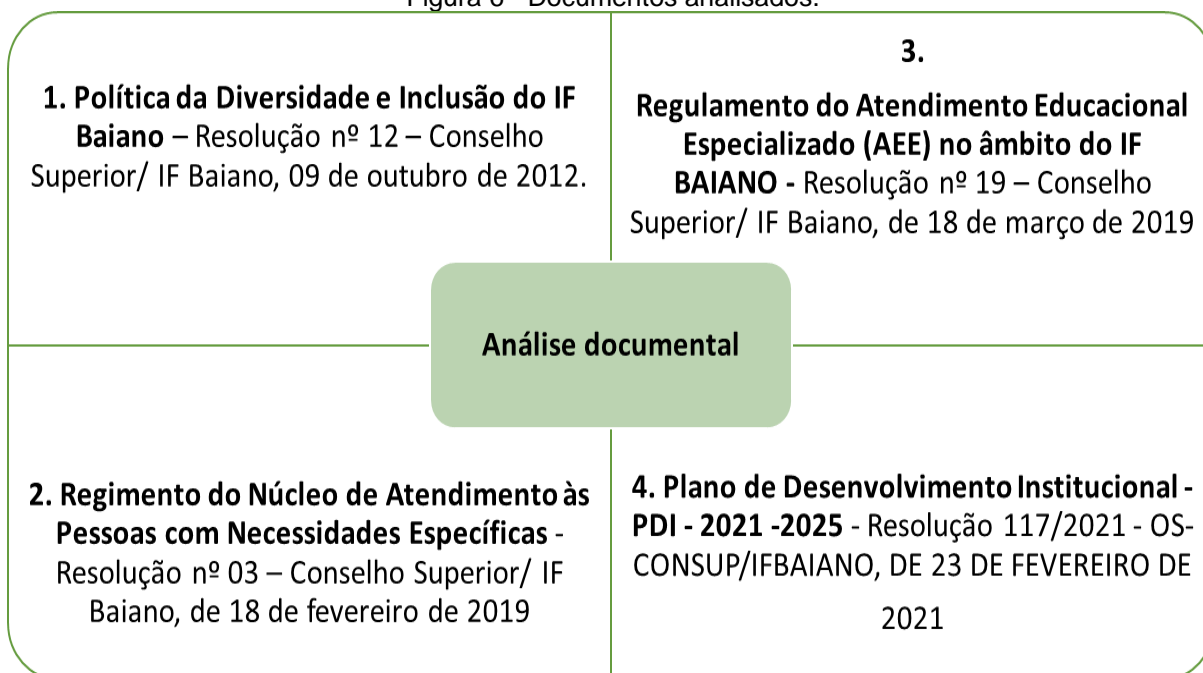 Figura 6 - Documentos analisados.
1. Política da Diversidade e Inclusão do IF
Baiano – Resolução nº 12 – Conselho
Superior/ IF Baiano, 09 de outubro de 2012.
3.
Regulamento do Atendimento Educacional
Especializado (AEE) no âmbito do IF
BAIANO - Resolução nº 19 – Conselho
Superior/ IF Baiano, de 18 de março de 2019
Análise documental
2. Regimento do Núcleo de Atendimento às
Pessoas com Necessidades Específicas -
Resolução nº 03 – Conselho Superior/ IF
Baiano, de 18 de fevereiro de 2019
4. Plano de Desenvolvimento Institucional -
PDI - 2021 -2025 - Resolução 117/2021 - OS-
CONSUP/IFBAIANO, DE 23 DE FEVEREIRO DE
2021